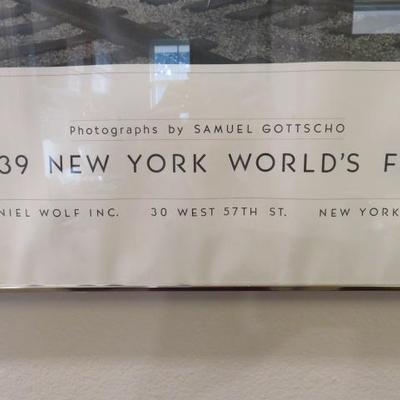 Photographs by SAMUEL GOTTSCHO
39 NEW YORK WORLD'S F
NIEL WOLF INC. 30 WEST 57TH ST. NEW YORK